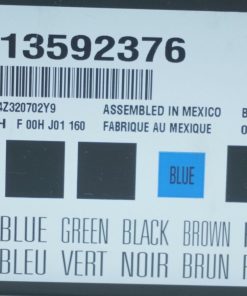 13592376
4Z320702Y9 ASSEMBLED IN MEXICO
H F 00H J01 160 FABRIQUE AU MEXIQUE
BLUE
BLUE GREEN BLACK BROWN
BLEU VERT NOIR BRUN